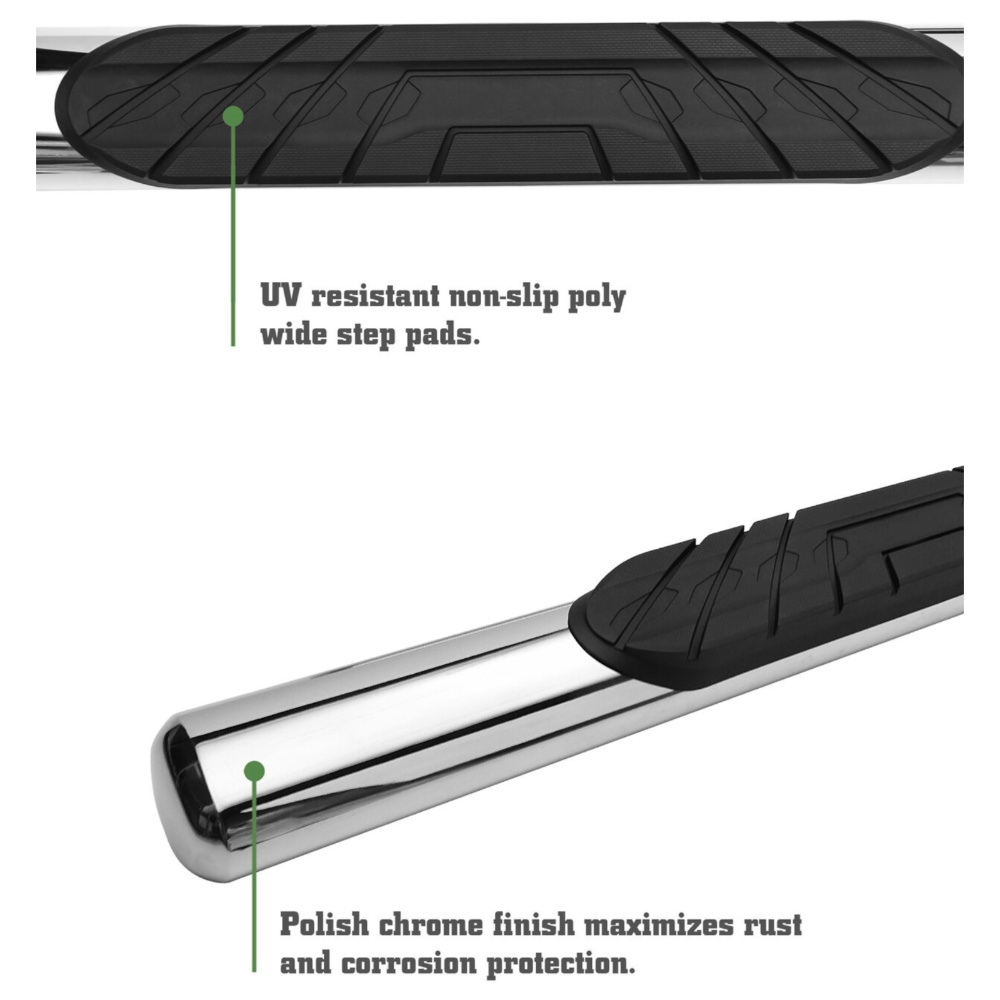 UV resistant non-slip poly
wide step pads.
Polish chrome finish maximizes rust
and corrosion protection.